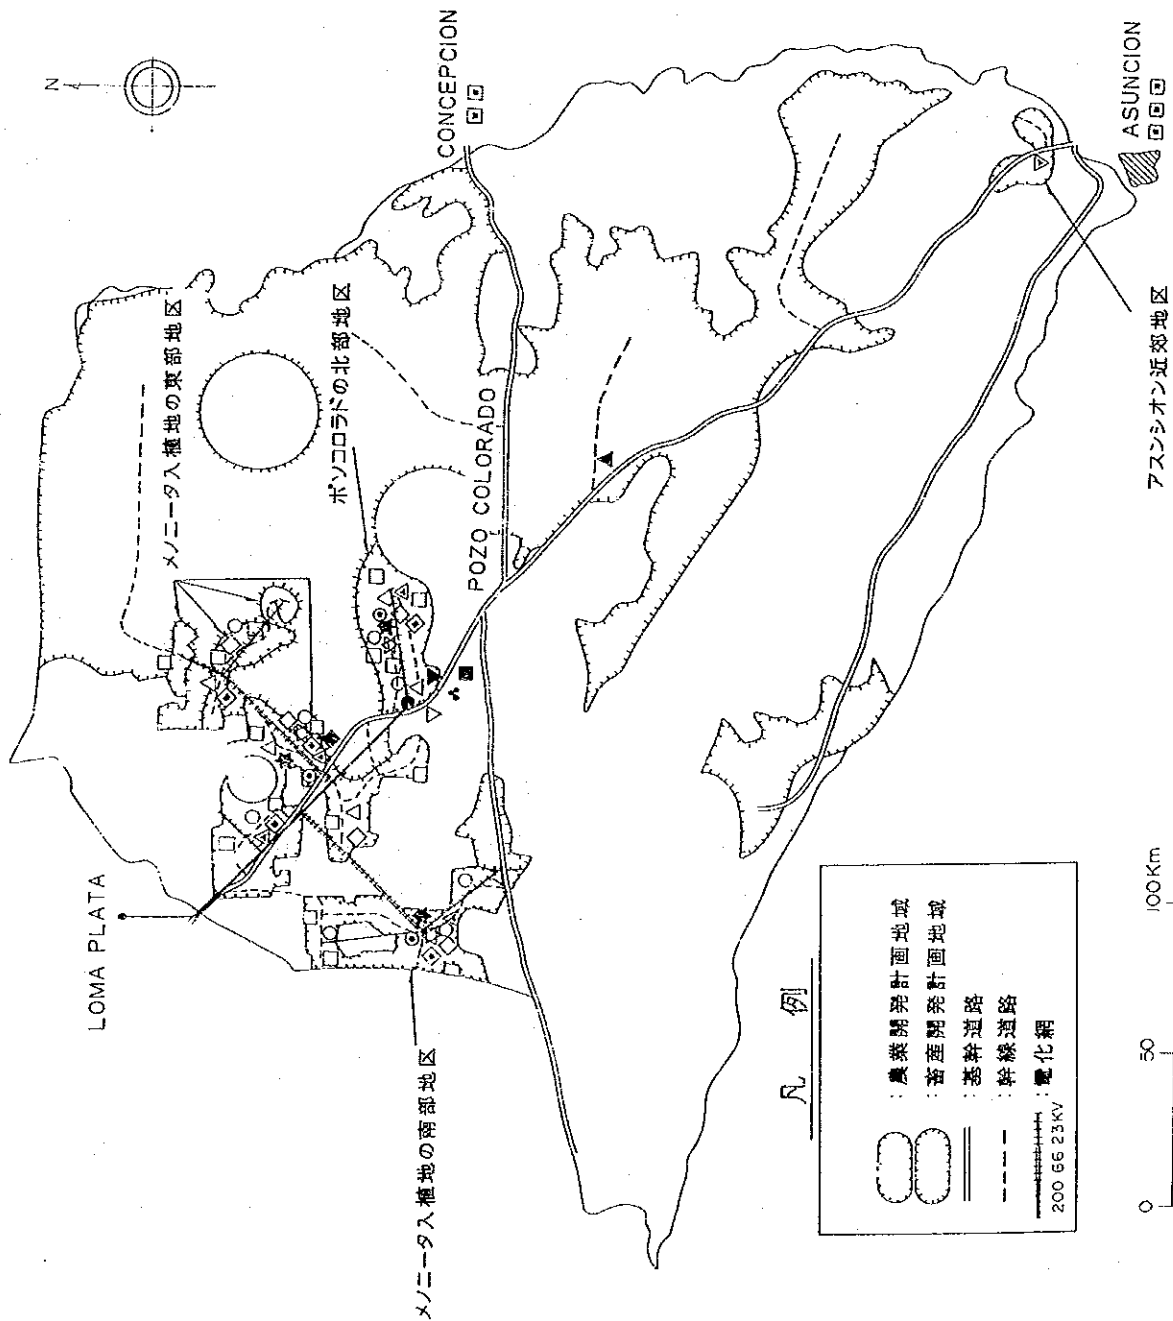 N
CONCEPCION
ASUNCION
LOMA PLATA
POZO COLORADO
メノニータ入植地の東部地区
ポソコロラドの北部地区
メノニータ入植地の南部地区
アスンシオン近郊地区
凡 例
:農業開発計画地域
:畜産開発計画地域
:基幹道路
:幹線道路
:電化網
200 66 23KV
0 50 100Km